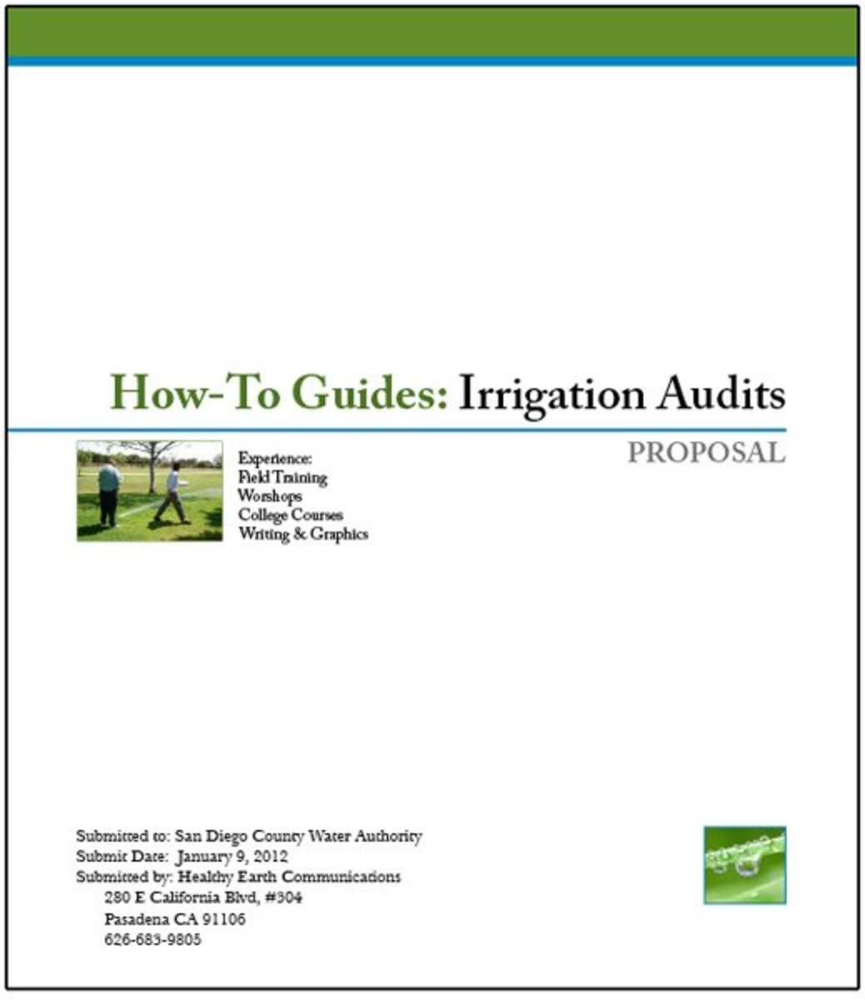 How-To Guides: Irrigation Audits
PROPOSAL
Experience:
Field Training
Worshops
College Courses
Writing & Graphics
Submitted to: San Diego County Water Authority
Submit Date: January 9, 2012
Submitted by: Healthy Earth Communications
280 E California Blvd, #304
Pasadena CA 91106
626-683-9805